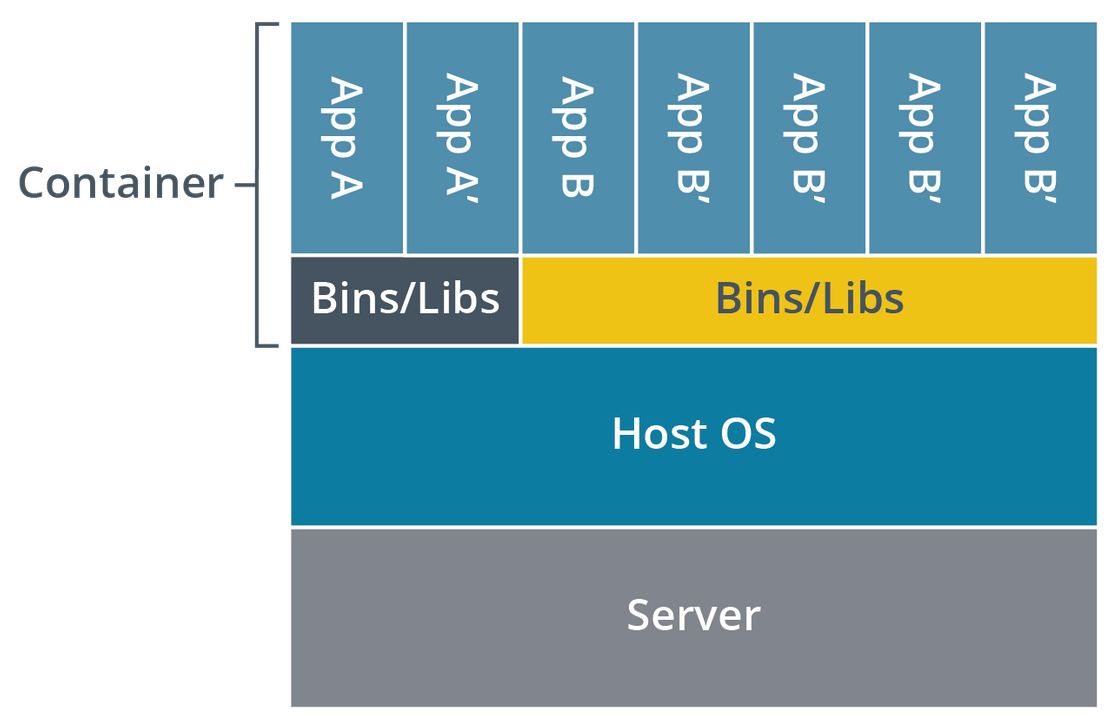 Container
App A
App A′
App B
App B′
App B′
App B′
App B′
Bins/Libs
Bins/Libs
Host OS
Server